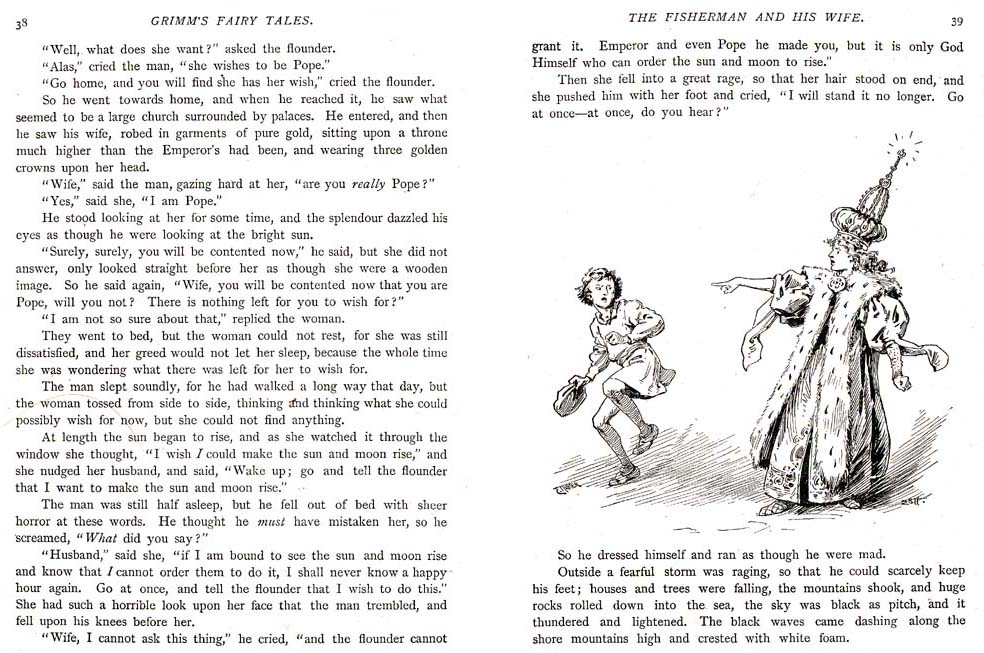 38 GRIMM'S FAIRY TALES.
"Well, what does she want?" asked the flounder.
"Alas," cried the man, "she wishes to be Pope."
"Go home, and you will find she has her wish," cried the flounder.
So he went towards home, and when he reached it, he saw what
seemed to be a large church surrounded by palaces. He entered, and then
he saw his wife, robed in garments of pure gold, sitting upon a throne
much higher than the Emperor's had been, and wearing three golden
crowns upon her head.
"Wife," said the man, gazing hard at her, "are you really Pope?"
"Yes," said she, "I am Pope."
He stood looking at her for some time, and the splendour dazzled his
eyes as though he were looking at the bright sun.
"Surely, surely, you will be contented now," he said, but she did not
answer, only looked straight before her as though she were a wooden
image. So he said again, "Wife, you will be contented now that you are
Pope, will you not? There is nothing left for you to wish for?"
"I am not so sure about that," replied the woman.
They went to bed, but the woman could not rest, for she was still
dissatisfied, and her greed would not let her sleep, because the whole time
she was wondering what there was left for her to wish for.
The man slept soundly, for he had walked a long way that day, but
the woman tossed from side to side, thinking and thinking what she could
possibly wish for now, but she could not find anything.
At length the sun began to rise, and as she watched it through the
window she thought, "I wish I could make the sun and moon rise," and
she nudged her husband, and said, "Wake up; go and tell the flounder
that I want to make the sun and moon rise."
The man was still half asleep, but he fell out of bed with sheer
horror at these words. He thought he must have mistaken her, so he
screamed, "What did you say?"
"Husband," said she, "if I am bound to see the sun and moon rise
and know that I cannot order them to do it, I shall never know a happy
hour again. Go at once, and tell the flounder that I wish to do this."
She had such a horrible look upon her face that the man trembled, and
fell upon his knees before her.
"Wife, I cannot ask this thing," he cried, "and the flounder cannot
THE FISHERMAN AND HIS WIFE. 39
grant it. Emperor and even Pope he made you, but it is only God
Himself who can order the sun and moon to rise."
Then she fell into a great rage, so that her hair stood on end, and
she pushed him with her foot and cried, "I will stand it no longer. Go
at once—at once, do you hear?"
So he dressed himself and ran as though he were mad.
Outside a fearful storm was raging, so that he could scarcely keep
his feet; houses and trees were falling, the mountains shook, and huge
rocks rolled down into the sea, the sky was black as pitch, and it
thundered and lightened. The black waves came dashing along the
shore mountains high and crested with white foam.